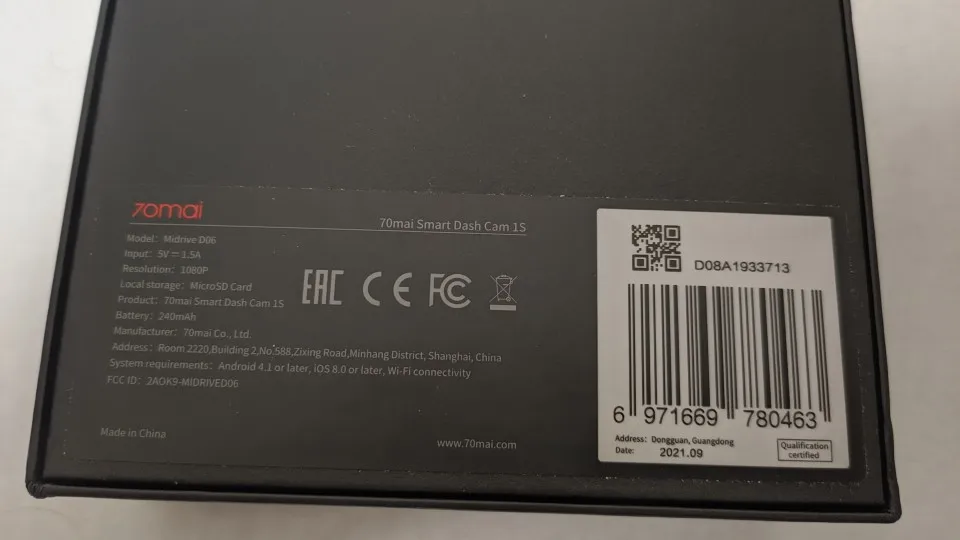 70mai
70mai Smart Dash Cam 1S
Model: Midrive D06
Input: 5V⎓1.5A
Resolution: 1080P
Local storage: MicroSD Card
Product: 70mai Smart Dash Cam 1S
Battery: 240mAh
Manufacturer: 70mai Co., Ltd.
Address: Room 2220,Building 2,No.588,Zixing Road,Minhang District, Shanghai, China
System requirements: Android 4.1 or later, iOS 8.0 or later, Wi-Fi connectivity
FCC ID: 2AOK9-MIDRIVED06
EAC CE FC
Made in China
www.70mai.com
D08A1933713
6 971669 780463
Address: Dongguan, Guangdong
Date: 2021.09
Qualification
certified